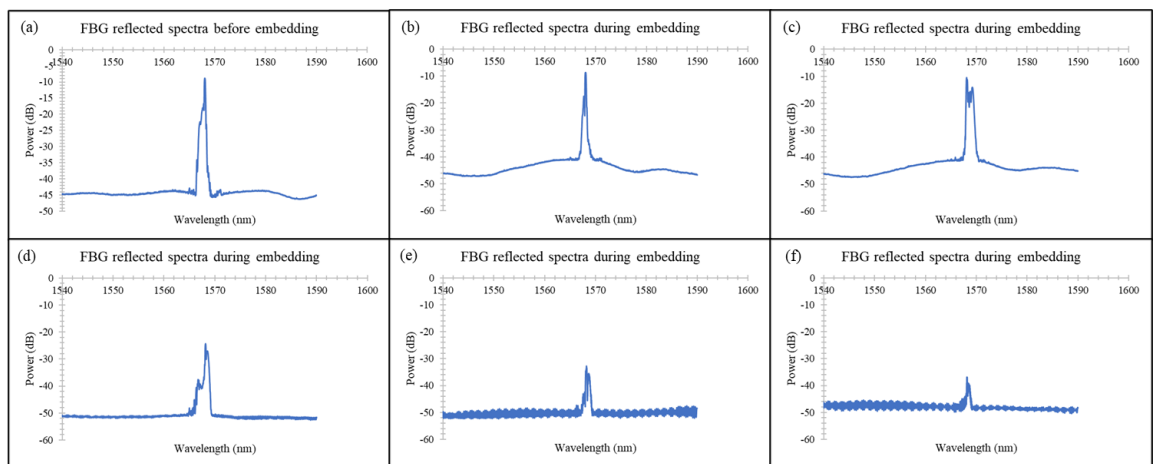 (a) FBG reflected spectra before embedding
0
-5
-10
-15
-20
-25
-30
-35
-40
-45
-50
1540 1550 1560 1570 1580 1590 1600
Power (dB)
Wavelength (nm)
(b) FBG reflected spectra during embedding
0
-10
-20
-30
-40
-50
-60
1540 1550 1560 1570 1580 1590 1600
Power (dB)
Wavelength (nm)
(c) FBG reflected spectra during embedding
0
-10
-20
-30
-40
-50
-60
1540 1550 1560 1570 1580 1590 1600
Power (dB)
Wavelength (nm)
(d) FBG reflected spectra during embedding
0
-10
-20
-30
-40
-50
-60
1540 1550 1560 1570 1580 1590 1600
Power (dB)
Wavelength (nm)
(e) FBG reflected spectra during embedding
0
-10
-20
-30
-40
-50
-60
1540 1550 1560 1570 1580 1590 1600
Power (dB)
Wavelength (nm)
(f) FBG reflected spectra during embedding
0
-10
-20
-30
-40
-50
-60
1540 1550 1560 1570 1580 1590 1600
Power (dB)
Wavelength (nm)